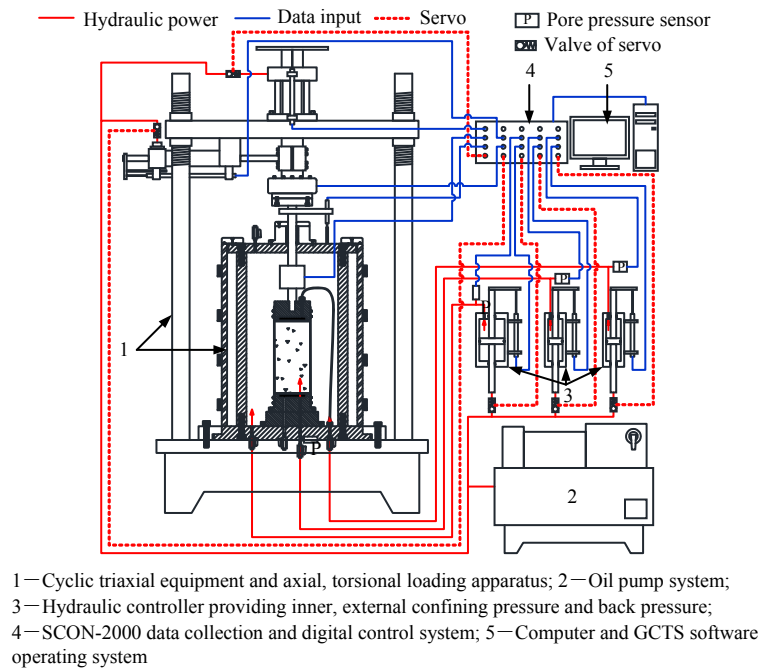 Hydraulic power
Data input
Servo
P Pore pressure sensor
Valve of servo
4
5
P
P
P
1
3
P
2
1—Cyclic triaxial equipment and axial, torsional loading apparatus; 2—Oil pump system;
3—Hydraulic controller providing inner, external confining pressure and back pressure;
4—SCON-2000 data collection and digital control system; 5—Computer and GCTS software
operating system